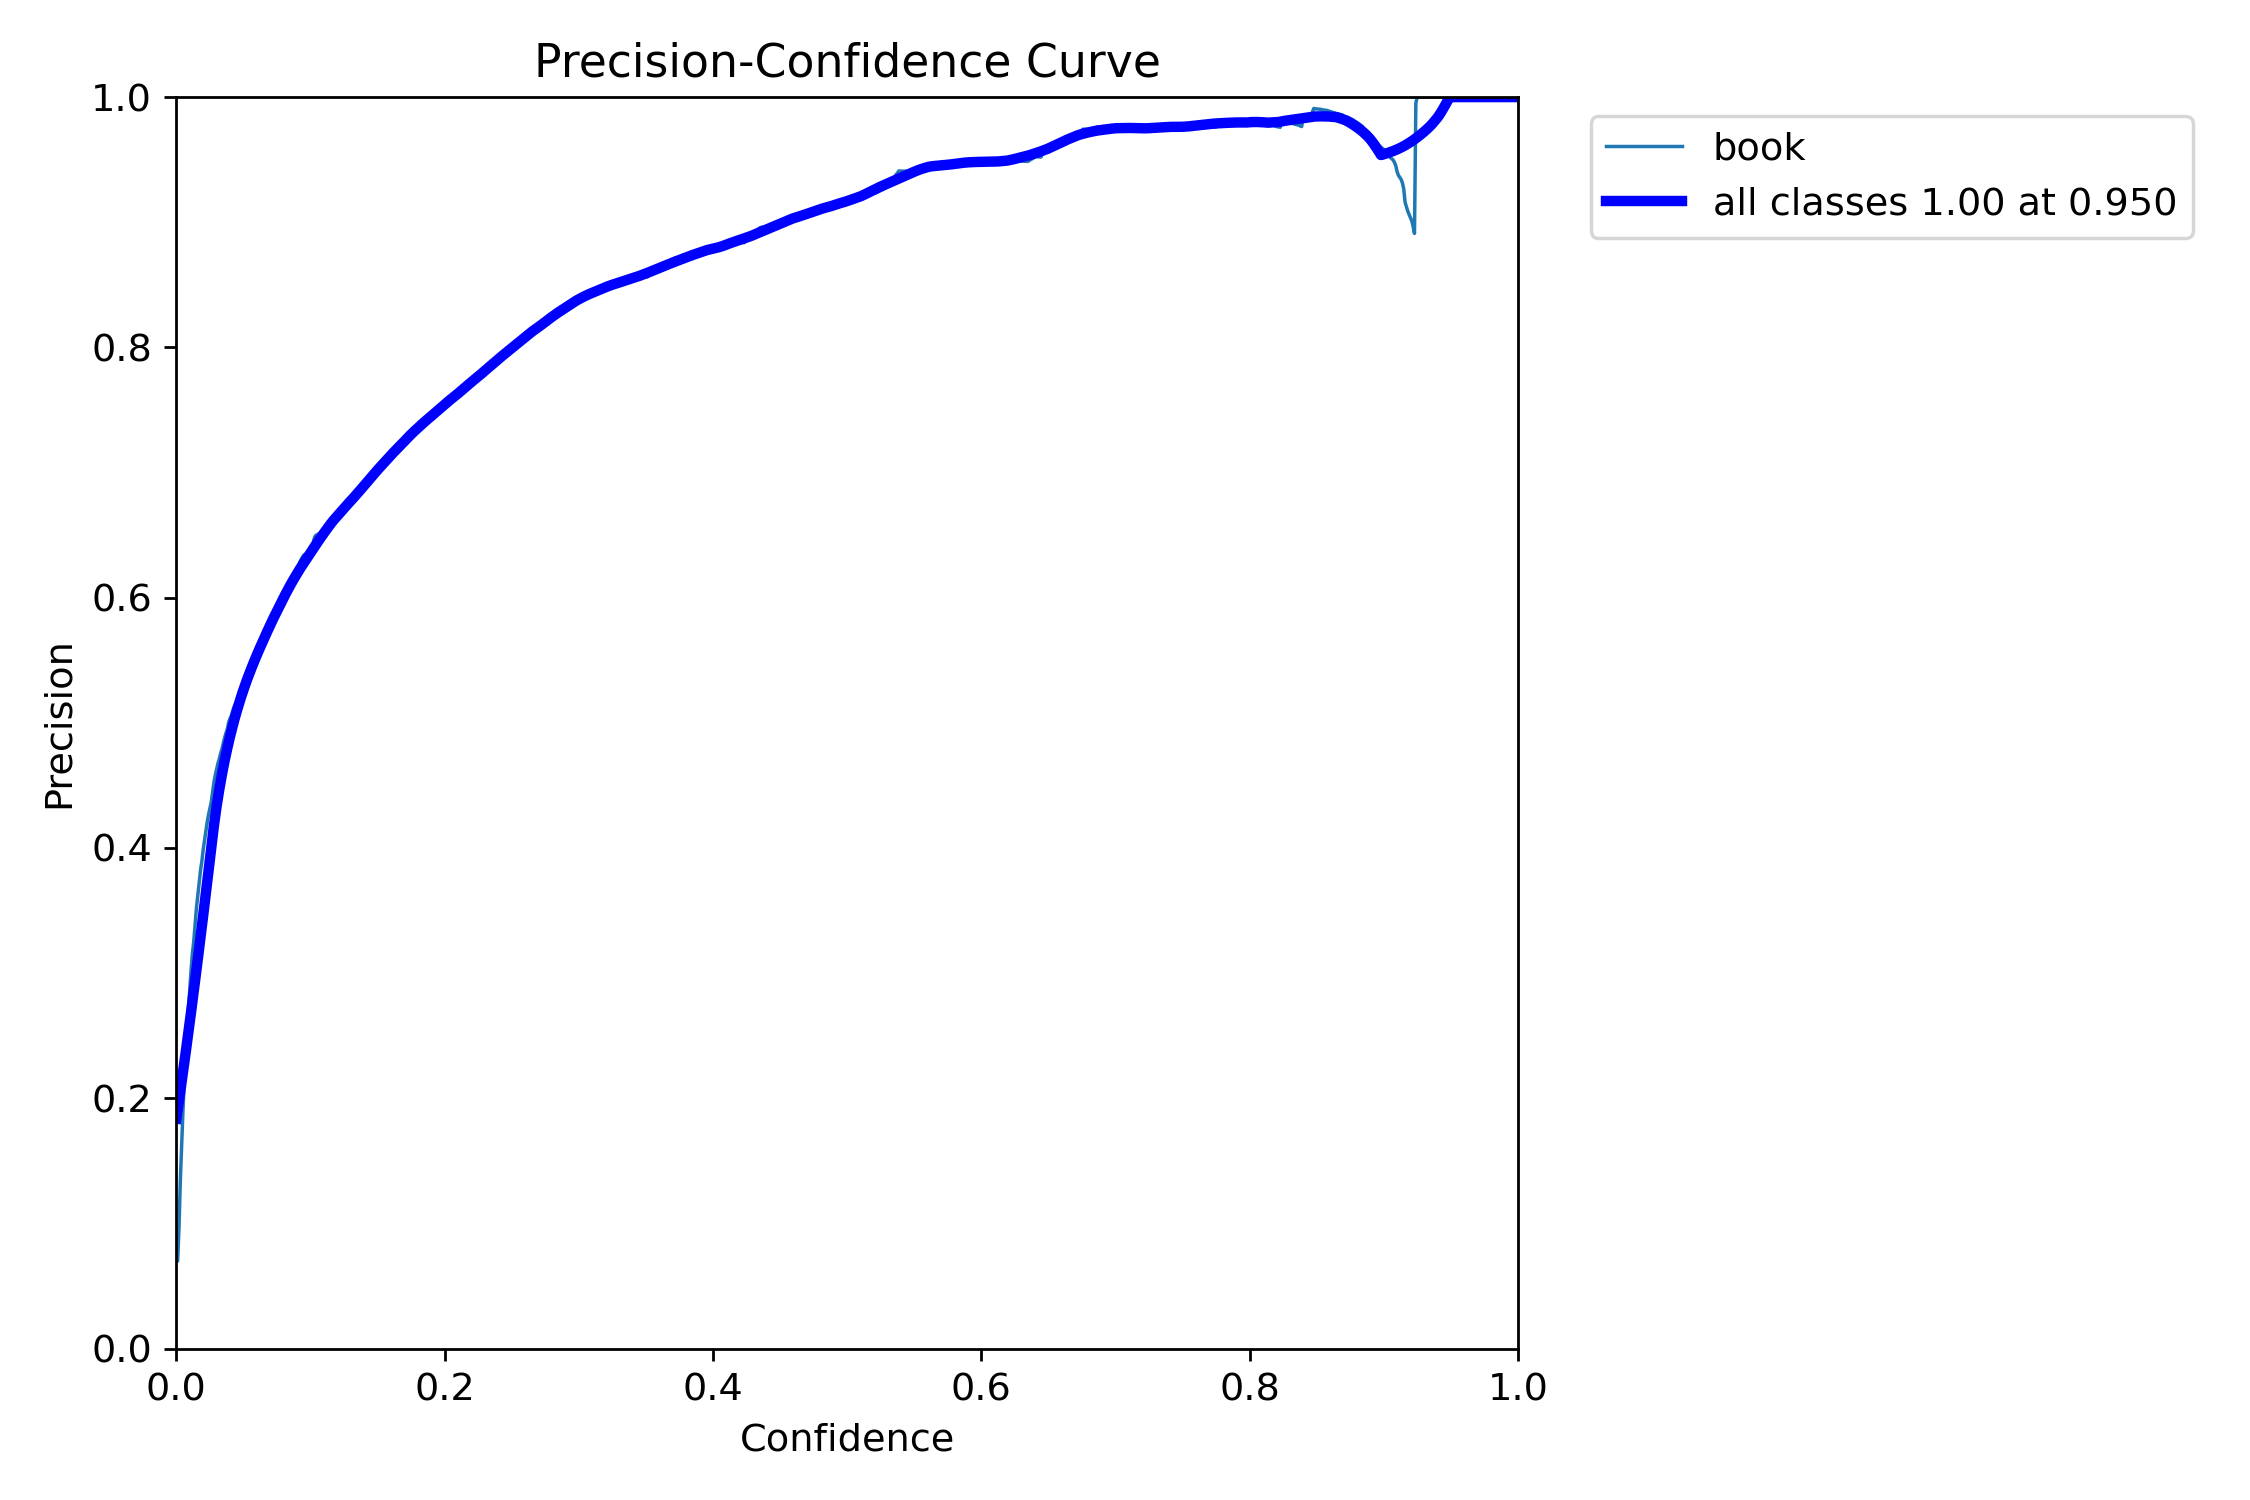 Precision-Confidence Curve
1.0
0.8
0.6
0.4
0.2
0.0
Precision
0.0 0.2 0.4 0.6 0.8 1.0
Confidence
book
all classes 1.00 at 0.950